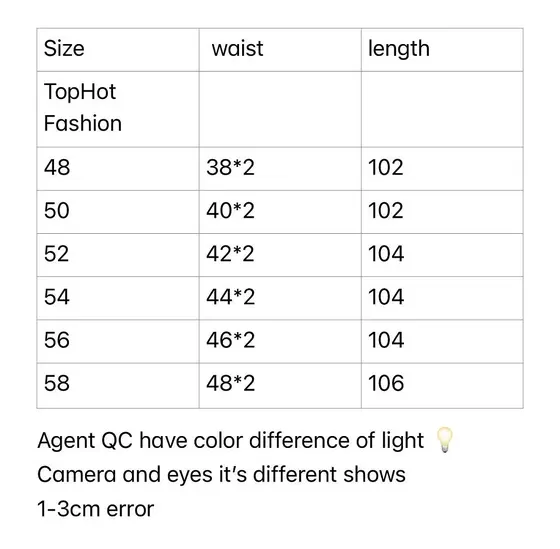 Size waist length
TopHot
Fashion
48 38*2 102
50 40*2 102
52 42*2 104
54 44*2 104
56 46*2 104
58 48*2 106
Agent QC have color difference of light 💡
Camera and eyes it's different shows
1-3cm error